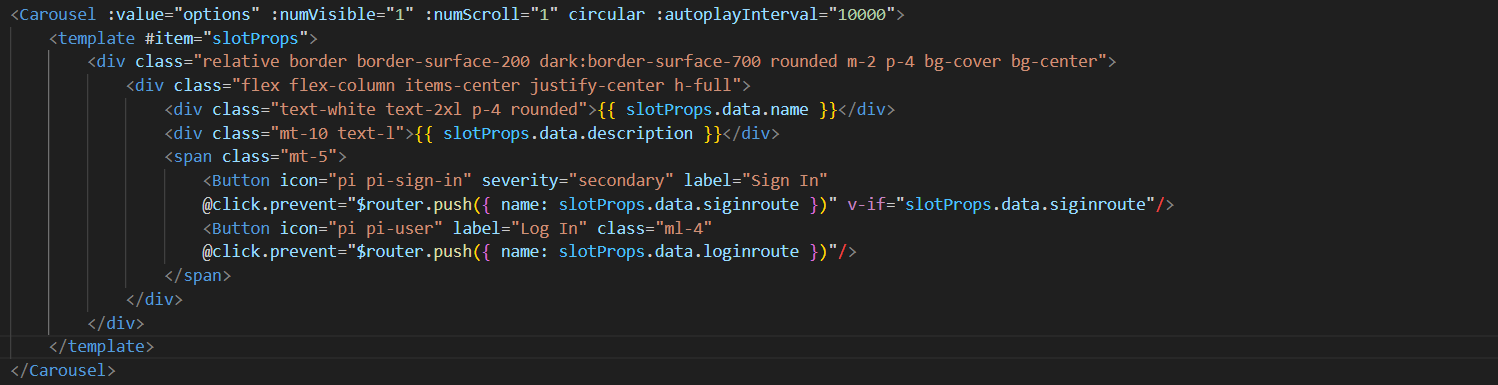 <Carousel :value="options" :numVisible="1" :numScroll="1" circular :autoplayInterval="10000">
    <template #item="slotProps">
        <div class="relative border border-surface-200 dark:border-surface-700 rounded m-2 p-4 bg-cover bg-center">
            <div class="flex flex-column items-center justify-center h-full">
                <div class="text-white text-2xl p-4 rounded">{{ slotProps.data.name }}</div>
                <div class="mt-10 text-l">{{ slotProps.data.description }}</div>
                <span class="mt-5">
                    <Button icon="pi pi-sign-in" severity="secondary" label="Sign In"
                    @click.prevent="$router.push({ name: slotProps.data.siginroute })" v-if="slotProps.data.siginroute"/>
                    <Button icon="pi pi-user" label="Log In" class="ml-4"
                    @click.prevent="$router.push({ name: slotProps.data.loginroute })"/>
                </span>
            </div>
        </div>
    </template>
</Carousel>